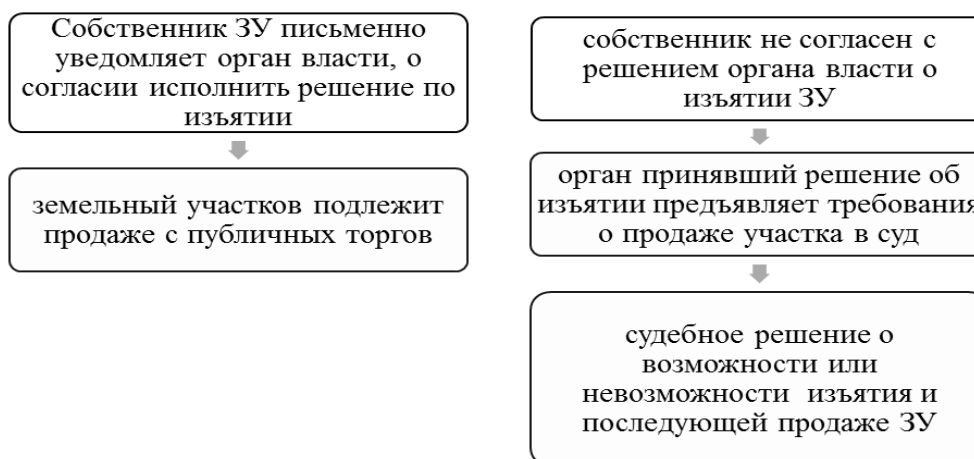 Собственник ЗУ письменно
уведомляет орган власти, о
согласии исполнить решение по
изъятии
земельный участков подлежит
продаже с публичных торгов
собственник не согласен с
решением органа власти о
изъятии ЗУ
орган принявший решение об
изъятии предъявляет требования
о продаже участка в суд
судебное решение о
возможности или
невозможности изъятия и
последующей продаже ЗУ